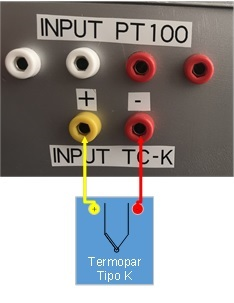 INPUT PT100
+ -
INPUT TC-K
+
Termopar
Tipo K